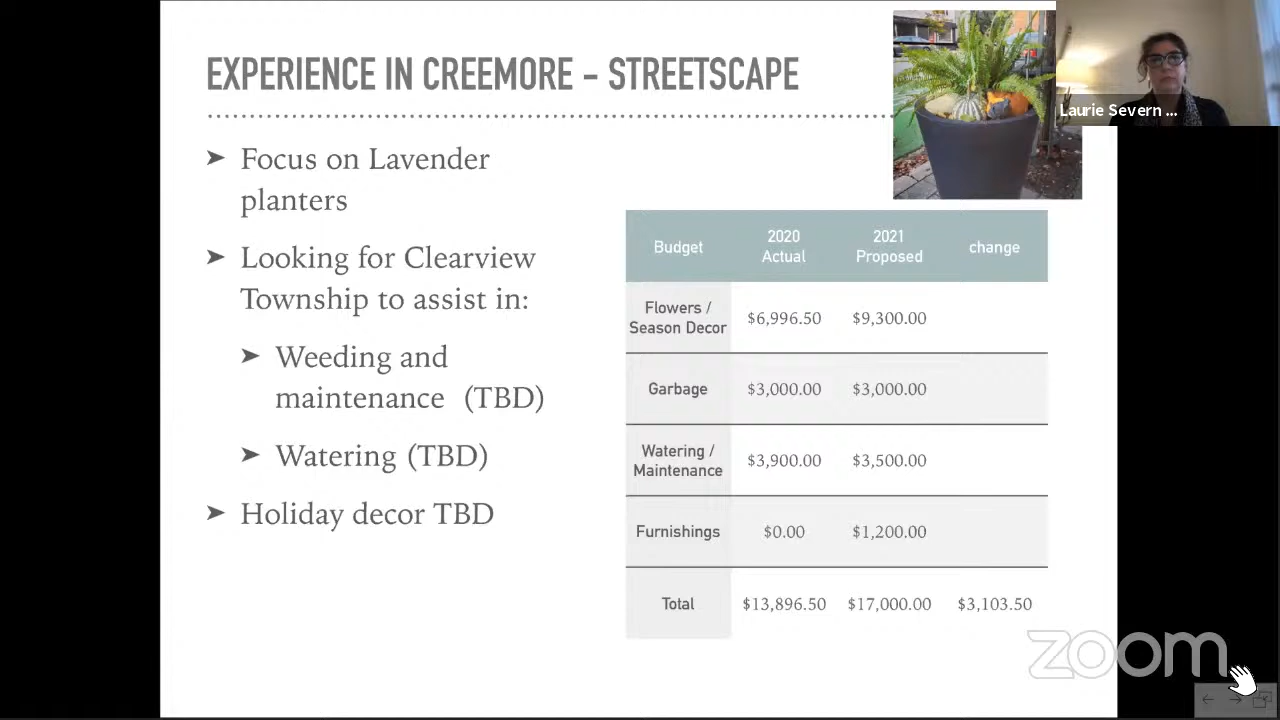 EXPERIENCE IN CREEMORE - STREETSCAPE
Laurie Severn ...
➤ Focus on Lavender
planters
➤ Looking for Clearview
Township to assist in:
➤ Weeding and
maintenance (TBD)
➤ Watering (TBD)
➤ Holiday decor TBD
Budget 2020 Actual 2021 Proposed change
Flowers / Season Decor $6,996.50 $9,300.00
Garbage $3,000.00 $3,000.00
Watering / Maintenance $3,900.00 $3,500.00
Furnishings $0.00 $1,200.00
Total $13,896.50 $17,000.00 $3,103.50
zoom